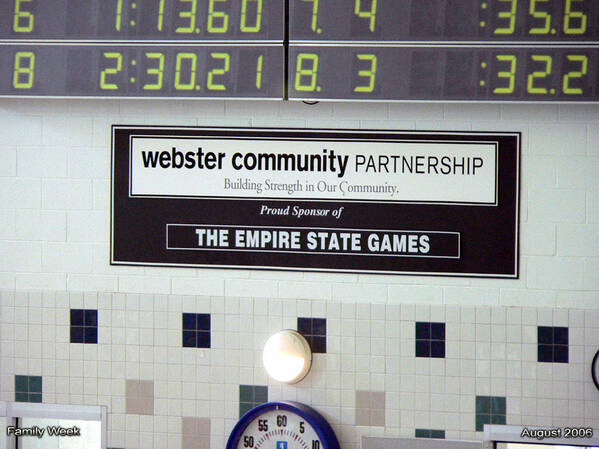 6 1:13.60 7. 4 :35.6
8 2:30.21 8. 3 :32.2
webster community PARTNERSHIP
Building Strength in Our Community.
Proud Sponsor of
THE EMPIRE STATE GAMES
55 60 5
50 10
Family Week
August 2006